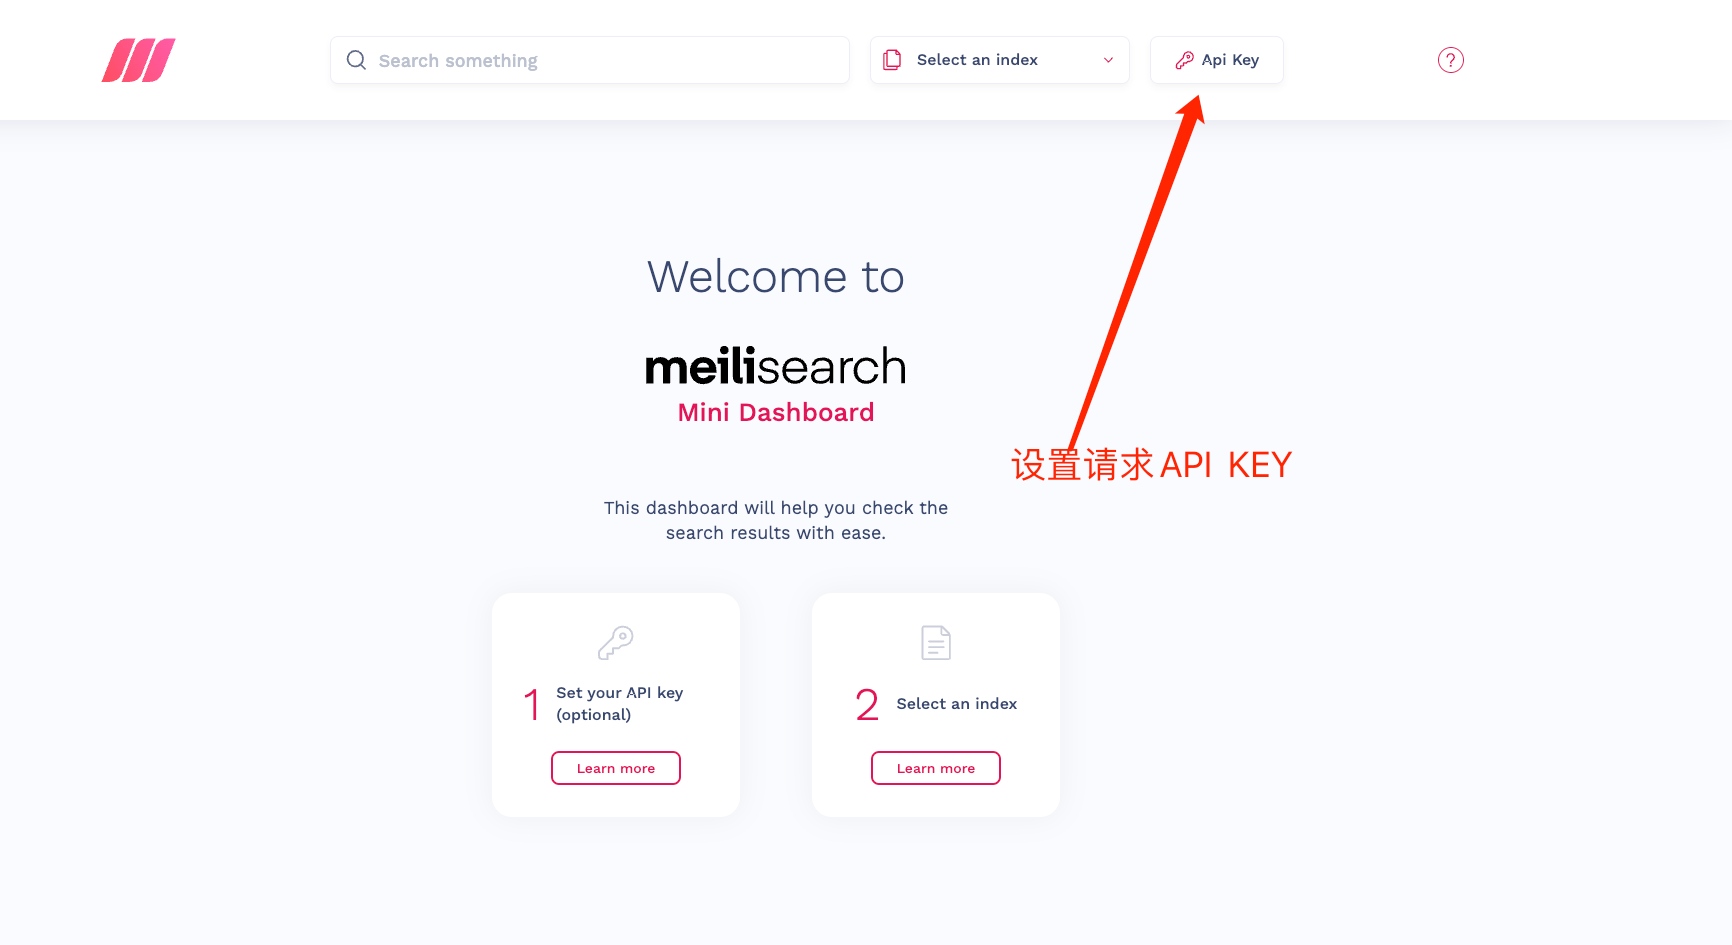 Search something
Select an index
Api Key
?
Welcome to
meilisearch
Mini Dashboard
设置请求API KEY
This dashboard will help you check the
search results with ease.
1
Set your API key
(optional)
Learn more
2
Select an index
Learn more